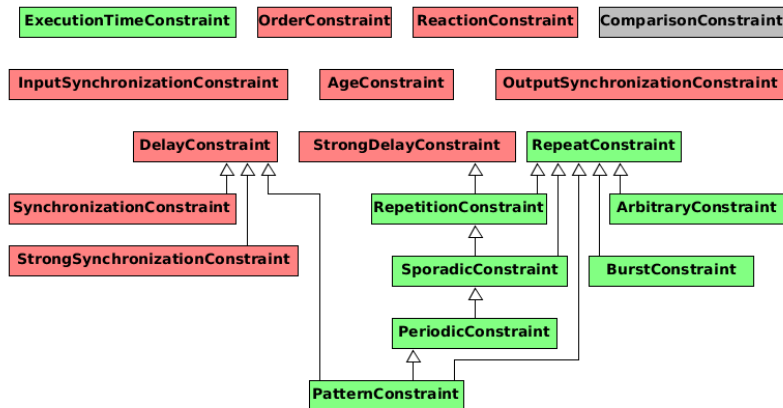 ExecutionTimeConstraint
OrderConstraint
ReactionConstraint
ComparisonConstraint
InputSynchronizationConstraint
AgeConstraint
OutputSynchronizationConstraint
DelayConstraint
StrongDelayConstraint
RepeatConstraint
SynchronizationConstraint
RepetitionConstraint
ArbitraryConstraint
StrongSynchronizationConstraint
SporadicConstraint
BurstConstraint
PeriodicConstraint
PatternConstraint